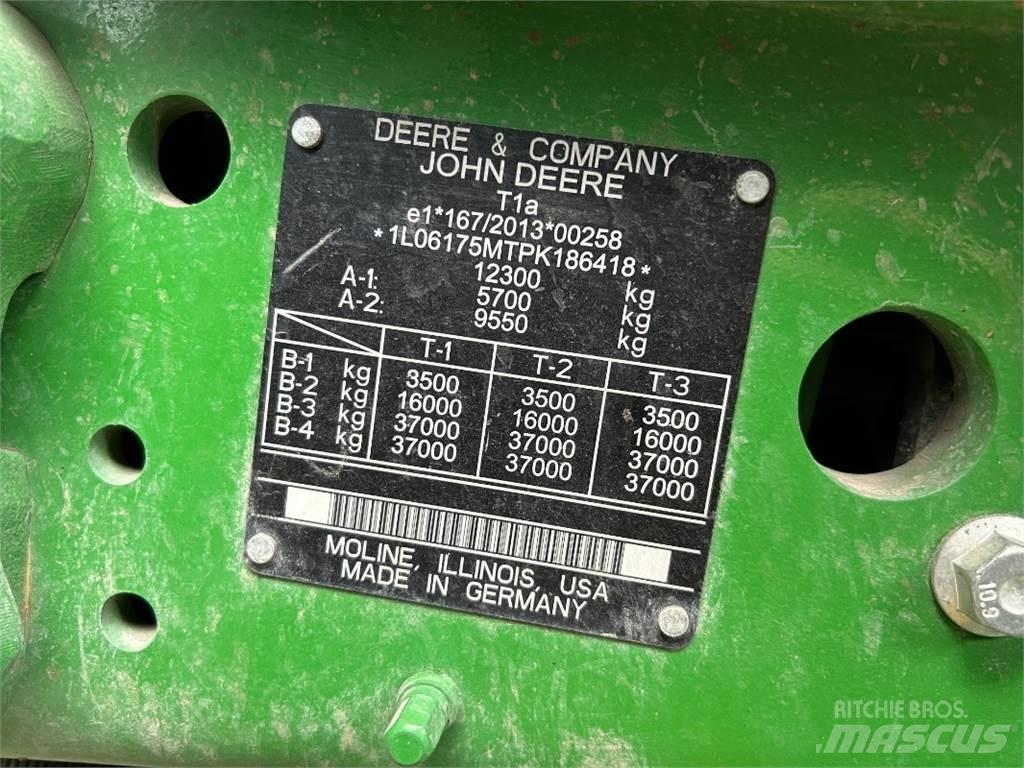 DEERE & COMPANY
JOHN DEERE
T1a
e1*167/2013*00258
*1L06175MTPK186418*
12300 kg
A-1: 5700 kg
A-2: 9550 kg
T-1 T-2 T-3
B-1 kg 3500 3500 3500
B-2 kg 16000 16000 16000
B-3 kg 37000 37000 37000
B-4 kg 37000 37000 37000
MOLINE, ILLINOIS, USA
MADE IN GERMANY
10.9
RITCHIE BROS.
MASCUS